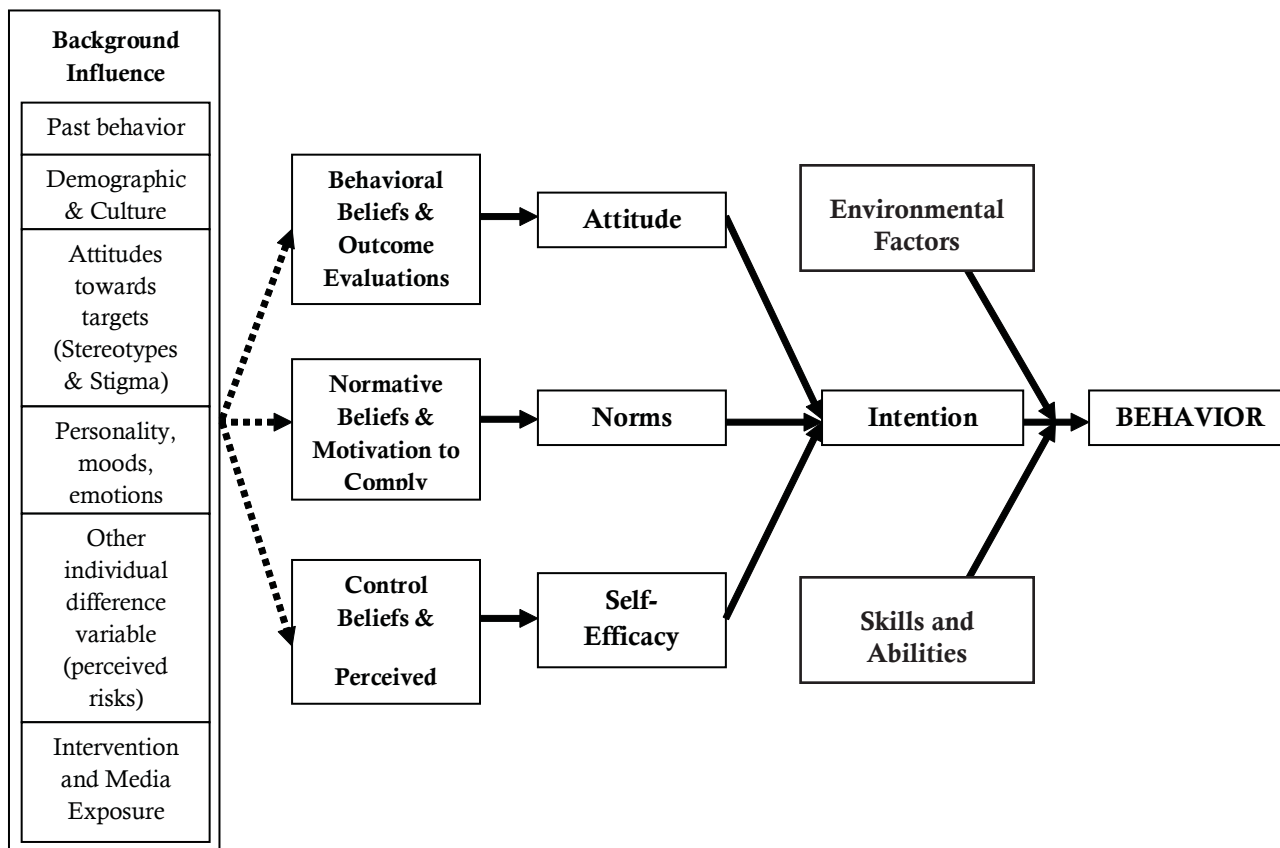 Background
Influence
Past behavior
Demographic
& Culture
Attitudes
towards
targets
(Stereotypes
& Stigma)
Personality,
moods,
emotions
Other
individual
difference
variable
(perceived
risks)
Intervention
and Media
Exposure
Behavioral
Beliefs &
Outcome
Evaluations
Normative
Beliefs &
Motivation to
Comply
Control
Beliefs &
Perceived
Attitude
Norms
Self-
Efficacy
Environmental
Factors
Intention
Skills and
Abilities
BEHAVIOR